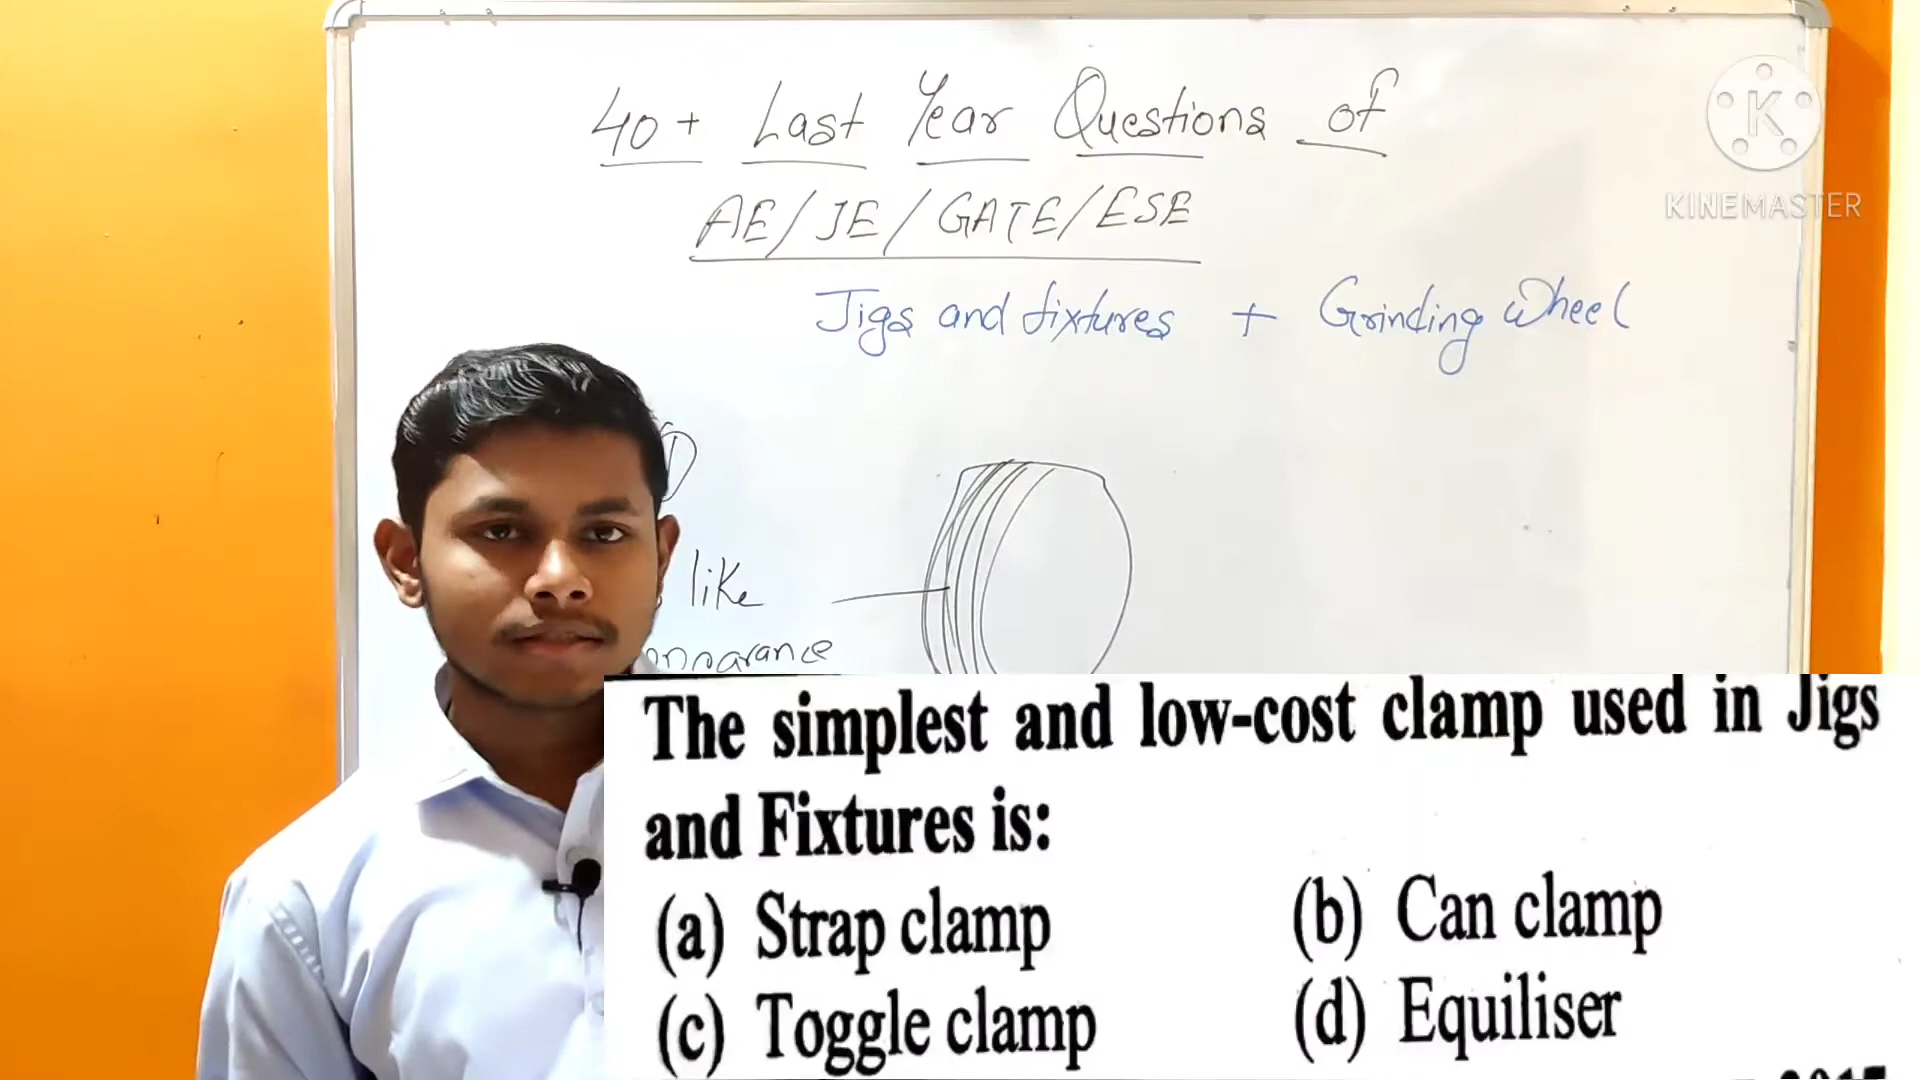 40+ Last Year Questions of
AE/JE/GATE/ESE
Jigs and fixtures + Grinding Wheel
K
KINEMASTER
like
The simplest and low-cost clamp used in Jigs
and Fixtures is:
(a) Strap clamp (b) Can clamp
(c) Toggle clamp (d) Equiliser